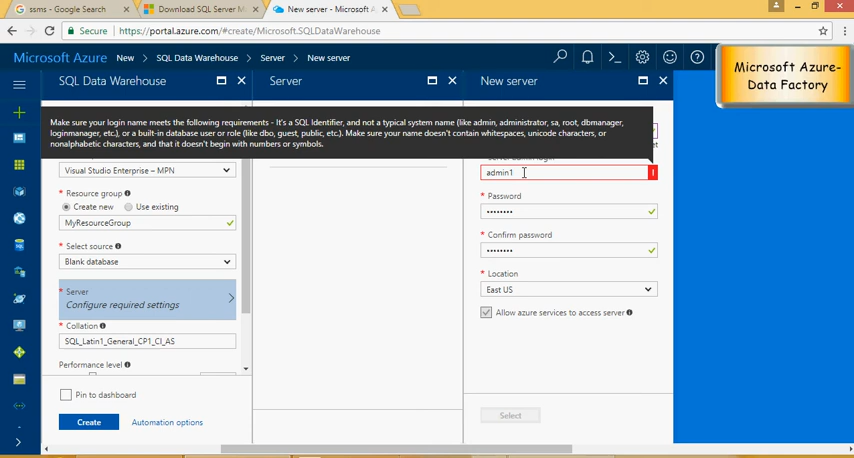 ssms - Google Search
Download SQL Server M
New server - Microsoft A
Secure
https://portal.azure.com/#create/Microsoft.SQLDataWarehouse
Microsoft Azure
New > SQL Data Warehouse > Server > New server
Microsoft Azure-
Data Factory
SQL Data Warehouse
Server
New server
Make sure your login name meets the following requirements - It's a SQL Identifier, and not a typical system name (like admin, administrator, sa, root, dbmanager,
loginmanager, etc.), or a built-in database user or role (like dbo, guest, public, etc.). Make sure your name doesn't contain whitespaces, unicode characters, or
nonalphabetic characters, and that it doesn't begin with numbers or symbols.
Visual Studio Enterprise – MPN
* Resource group
Create new
Use existing
MyResourceGroup
* Select source
Blank database
* Server
Configure required settings
* Collation
SQL_Latin1_General_CP1_CI_AS
Performance level
Pin to dashboard
Create
Automation options
admin1
* Password
••••••••
* Confirm password
••••••••
* Location
East US
Allow azure services to access server
Select